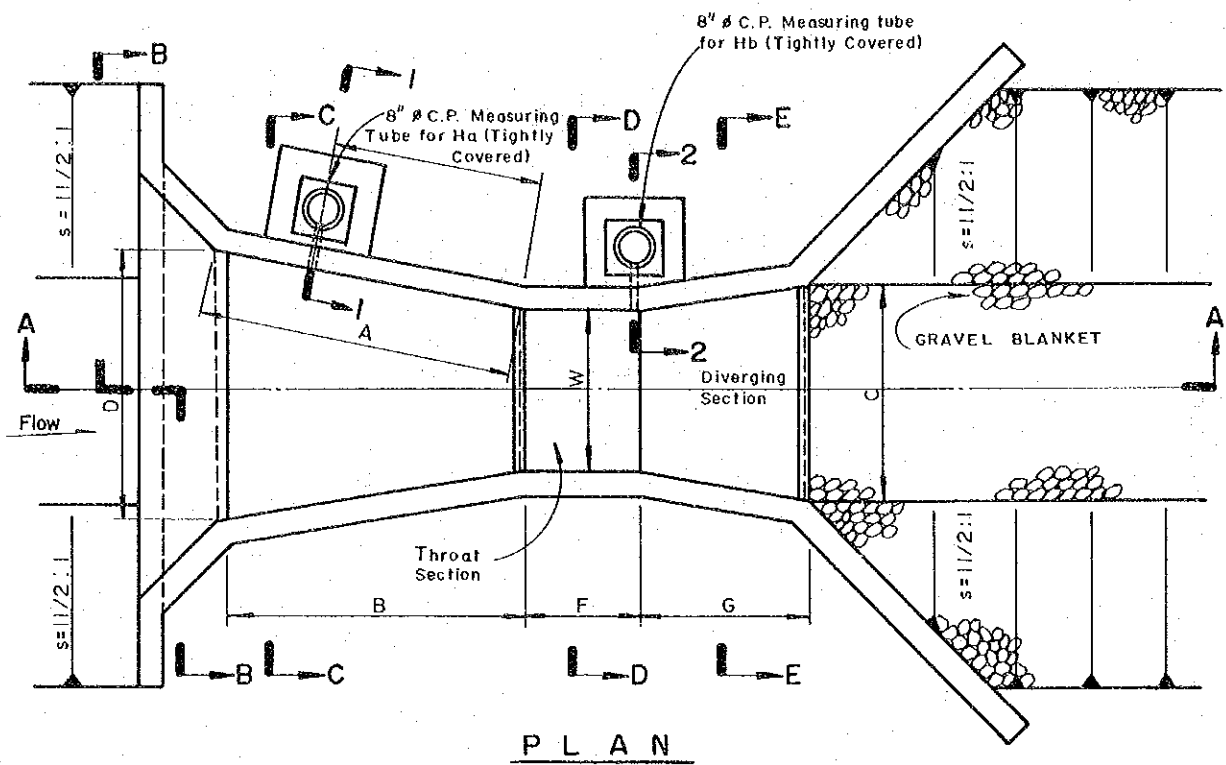 8" ø C.P. Measuring tube
for Hb (Tightly Covered)
B
1
C
8" ø C.P. Measuring
Tube for Ha (Tightly
Covered)
D
E
2
s=1 1/2:1
s=1 1/2:1
1
A
A
A
2
GRAVEL BLANKET
W
Diverging
Section
C
D
Flow
Throat
Section
B
F
G
s=1 1/2:1
s=1 1/2:1
B
C
D
E
PLAN